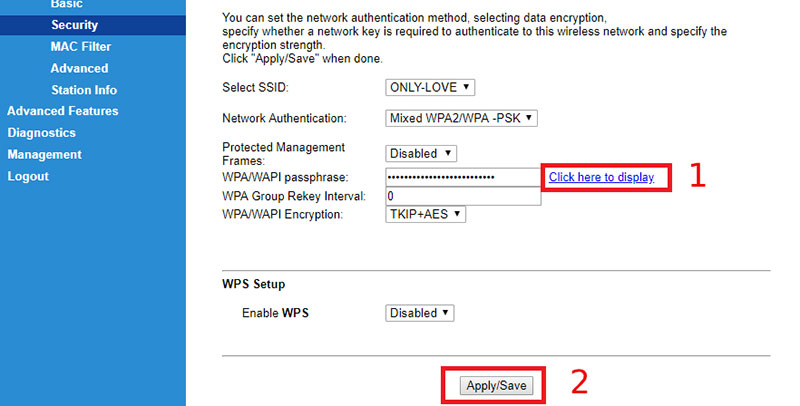 Basic
Security
MAC Filter
Advanced
Station Info
Advanced Features
Diagnostics
Management
Logout
You can set the network authentication method, selecting data encryption,
specify whether a network key is required to authenticate to this wireless network and specify the
encryption strength.
Click "Apply/Save" when done.
Select SSID: ONLY-LOVE
Network Authentication: Mixed WPA2/WPA -PSK
Protected Management
Frames: Disabled
WPA/WAPI passphrase: Click here to display 1
WPA Group Rekey Interval: 0
WPA/WAPI Encryption: TKIP+AES
WPS Setup
Enable WPS Disabled
Apply/Save 2